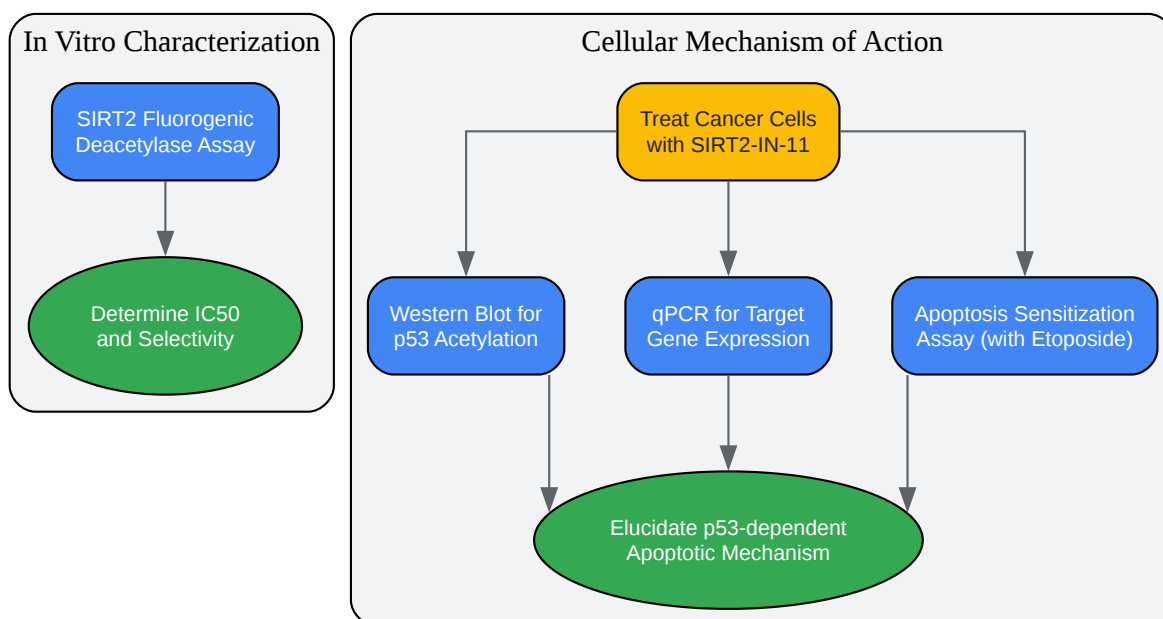 In Vitro Characterization
SIRT2 Fluorogenic
Deacetylase Assay
Determine IC50
and Selectivity
Cellular Mechanism of Action
Treat Cancer Cells
with SIRT2-IN-11
Western Blot for
p53 Acetylation
qPCR for Target
Gene Expression
Apoptosis Sensitization
Assay (with Etoposide)
Elucidate p53-dependent
Apoptotic Mechanism